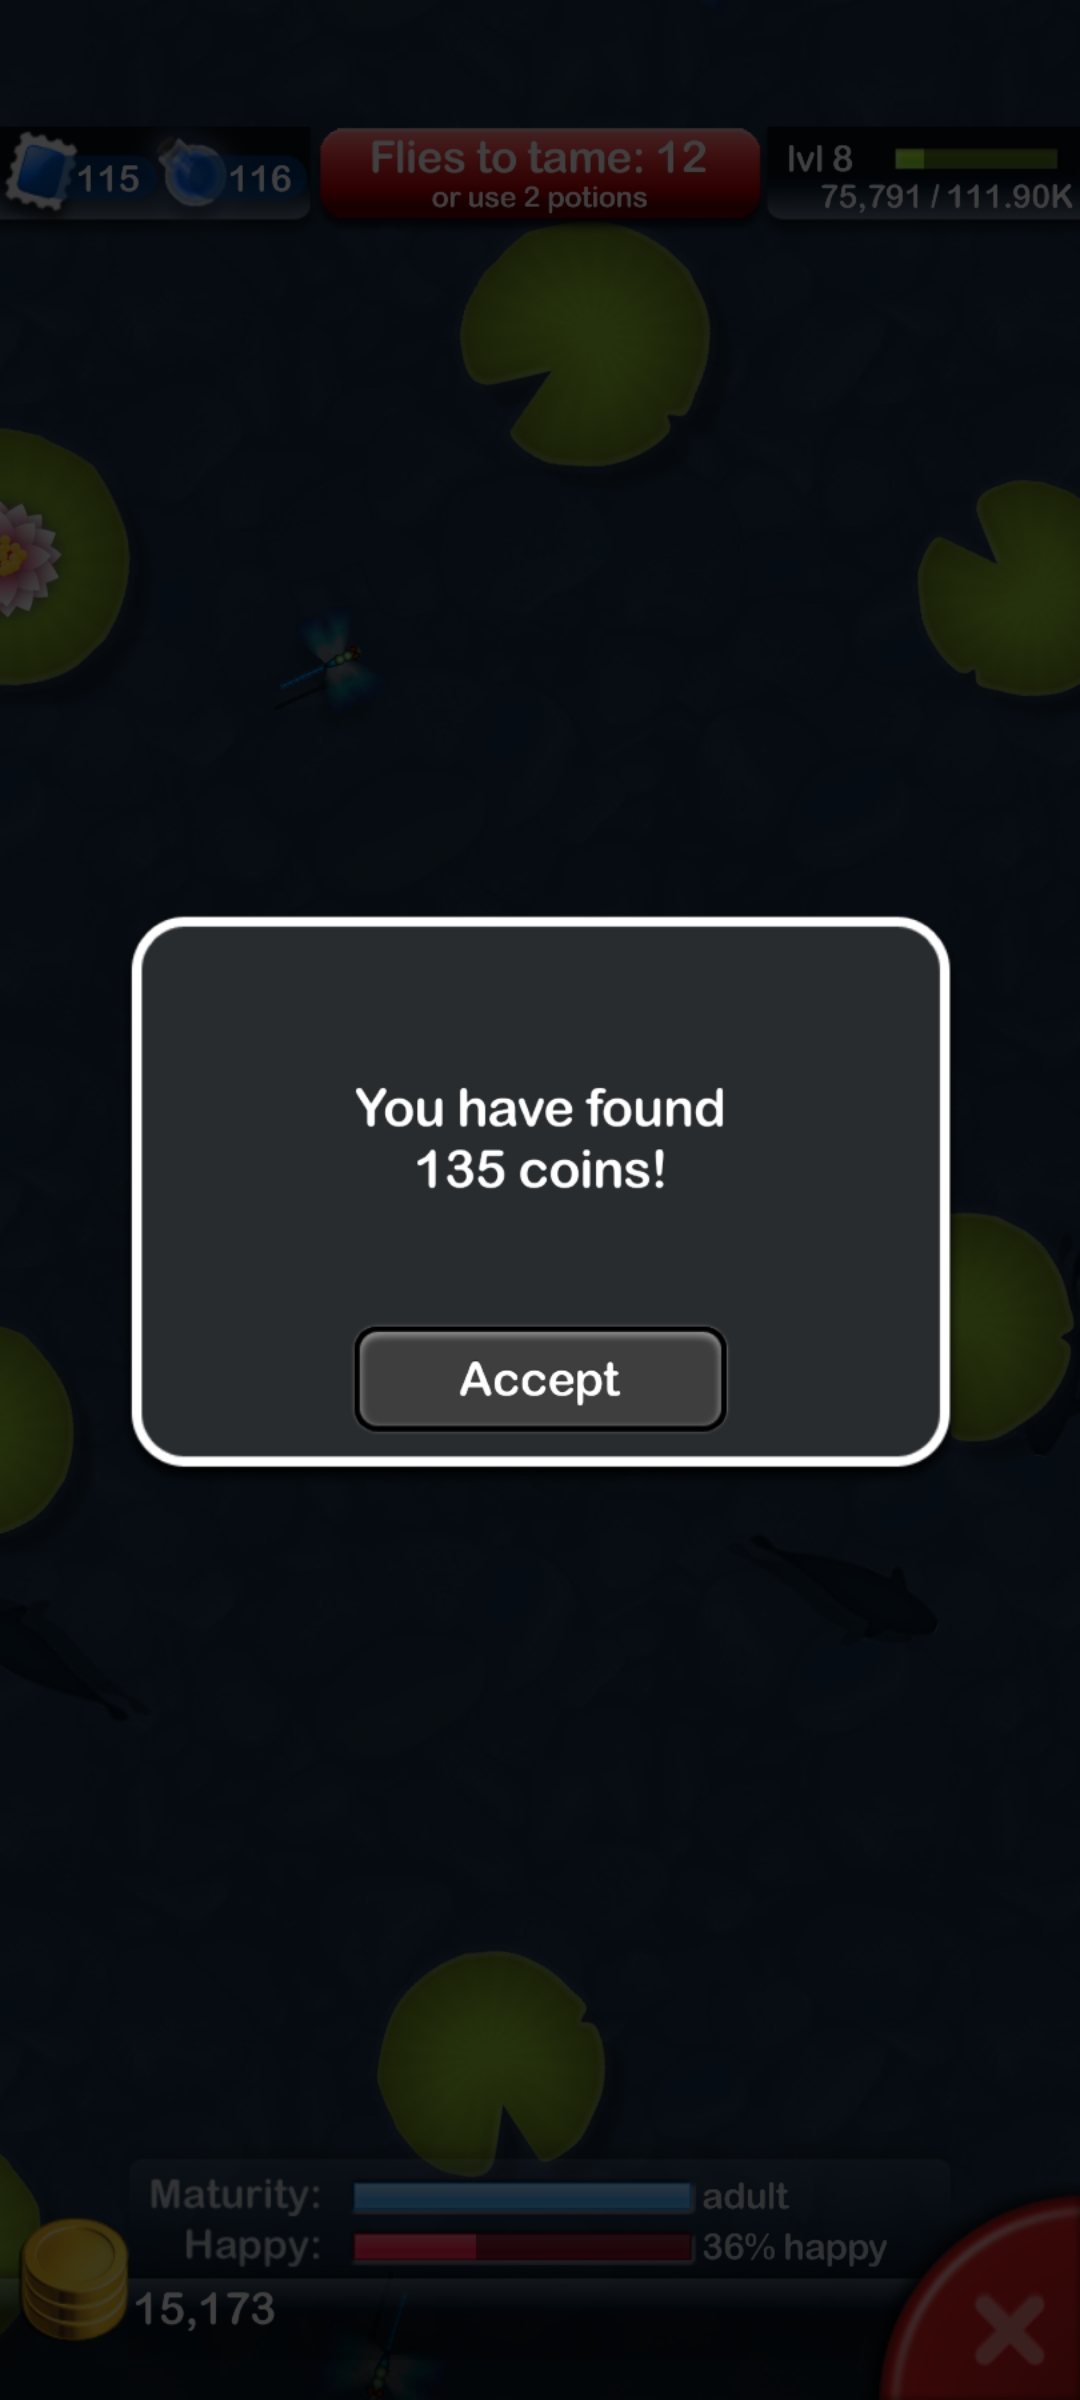 115
116
Flies to tame: 12
or use 2 potions
lvl 8
75,791 / 111.90K
You have found
135 coins!
Accept
Maturity:
adult
Happy:
36% happy
15,173